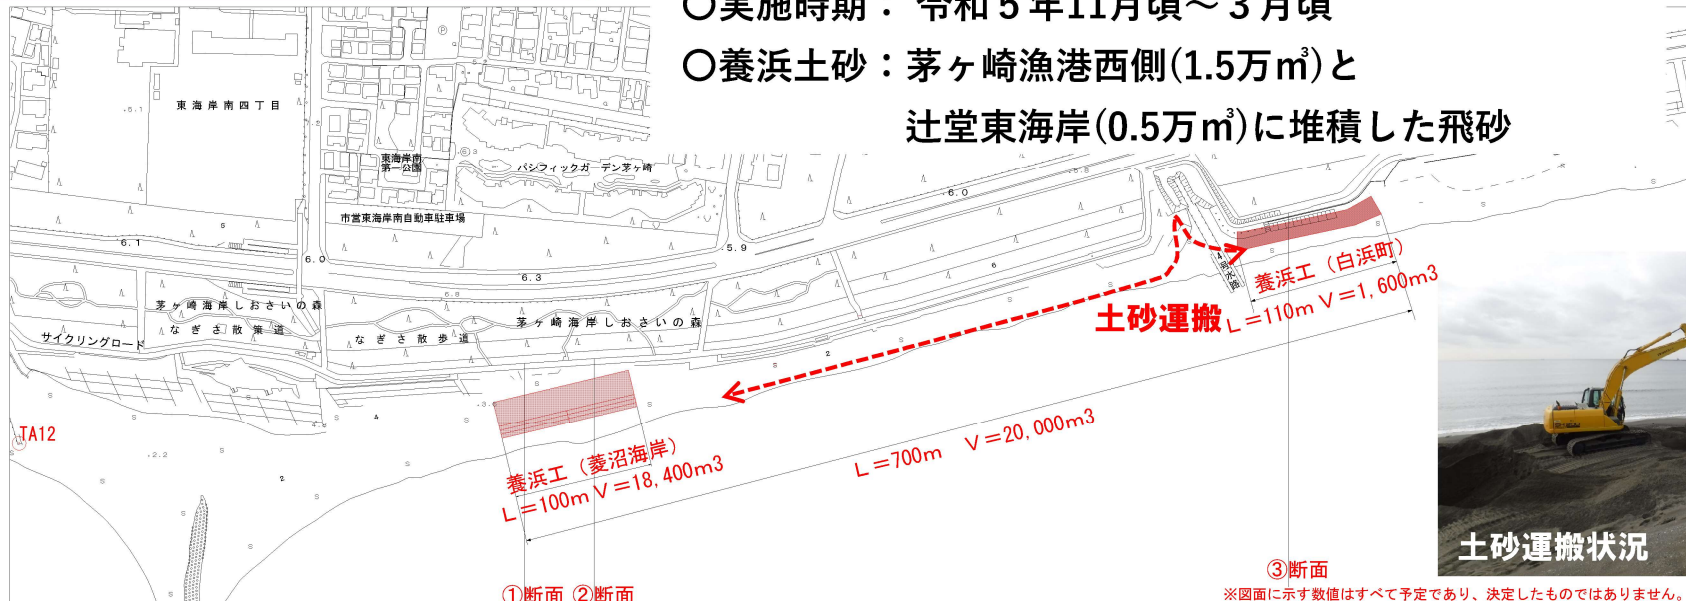 ○実施時期： 令和５年11月頃～３月頃
○養浜土砂：茅ヶ崎漁港西側(1.5万㎥)と
辻堂東海岸(0.5万㎥)に堆積した飛砂
東海岸南四丁目
東海岸南
第一公園
パシフィックガーデン茅ヶ崎
市営東海岸南自動車駐車場
6.1
6.0
6.3
5.9
6.0
6.8
茅ヶ崎海岸しおさいの森
なぎさ散策道
サイクリングロード
茅ヶ崎海岸しおさいの森
なぎさ散歩道
養浜工（白浜町）
L＝110m V＝1,600m3
土砂運搬
L＝700m V＝20,000m3
養浜工（菱沼海岸）
L＝100m V＝18,400m3
TA12
土砂運搬状況
①断面 ②断面
③断面
※図面に示す数値はすべて予定であり、決定したものではありません。